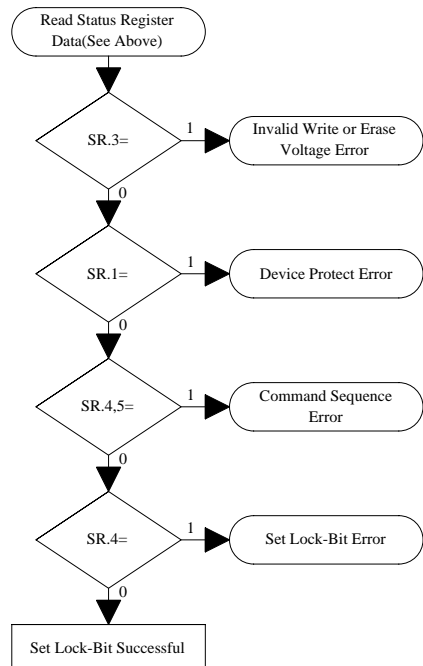 Read Status Register
Data(See Above)
SR.3=
1
Invalid Write or Erase
Voltage Error
0
SR.1=
1
Device Protect Error
0
SR.4,5=
1
Command Sequence
Error
0
SR.4=
1
Set Lock-Bit Error
0
Set Lock-Bit Successful